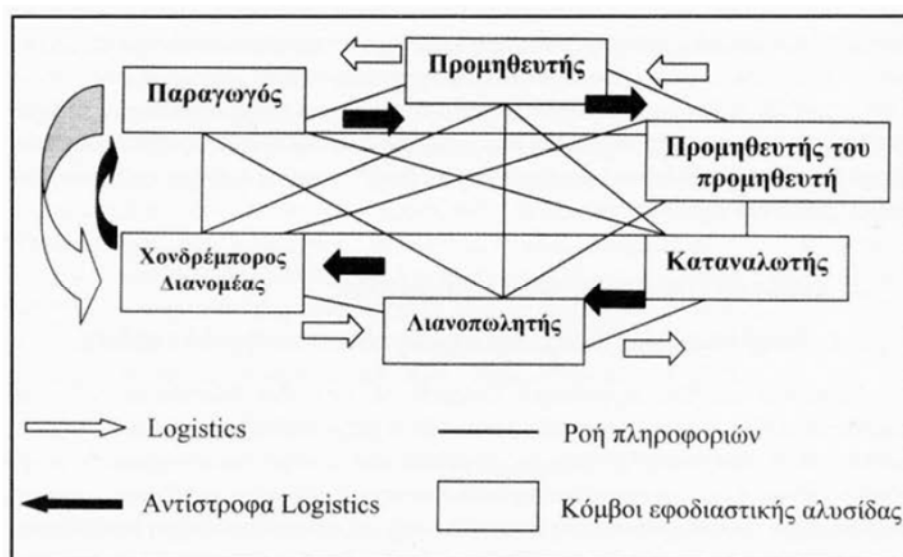 Προμηθευτής
Παραγωγός
Προμηθευτής του
προμηθευτή
Χονδρέμπορος
Διανομέας
Καταναλωτής
Λιανοπωλητής
Logistics
Ροή πληροφοριών
Αντίστροφα Logistics
Κόμβοι εφοδιαστικής αλυσίδας